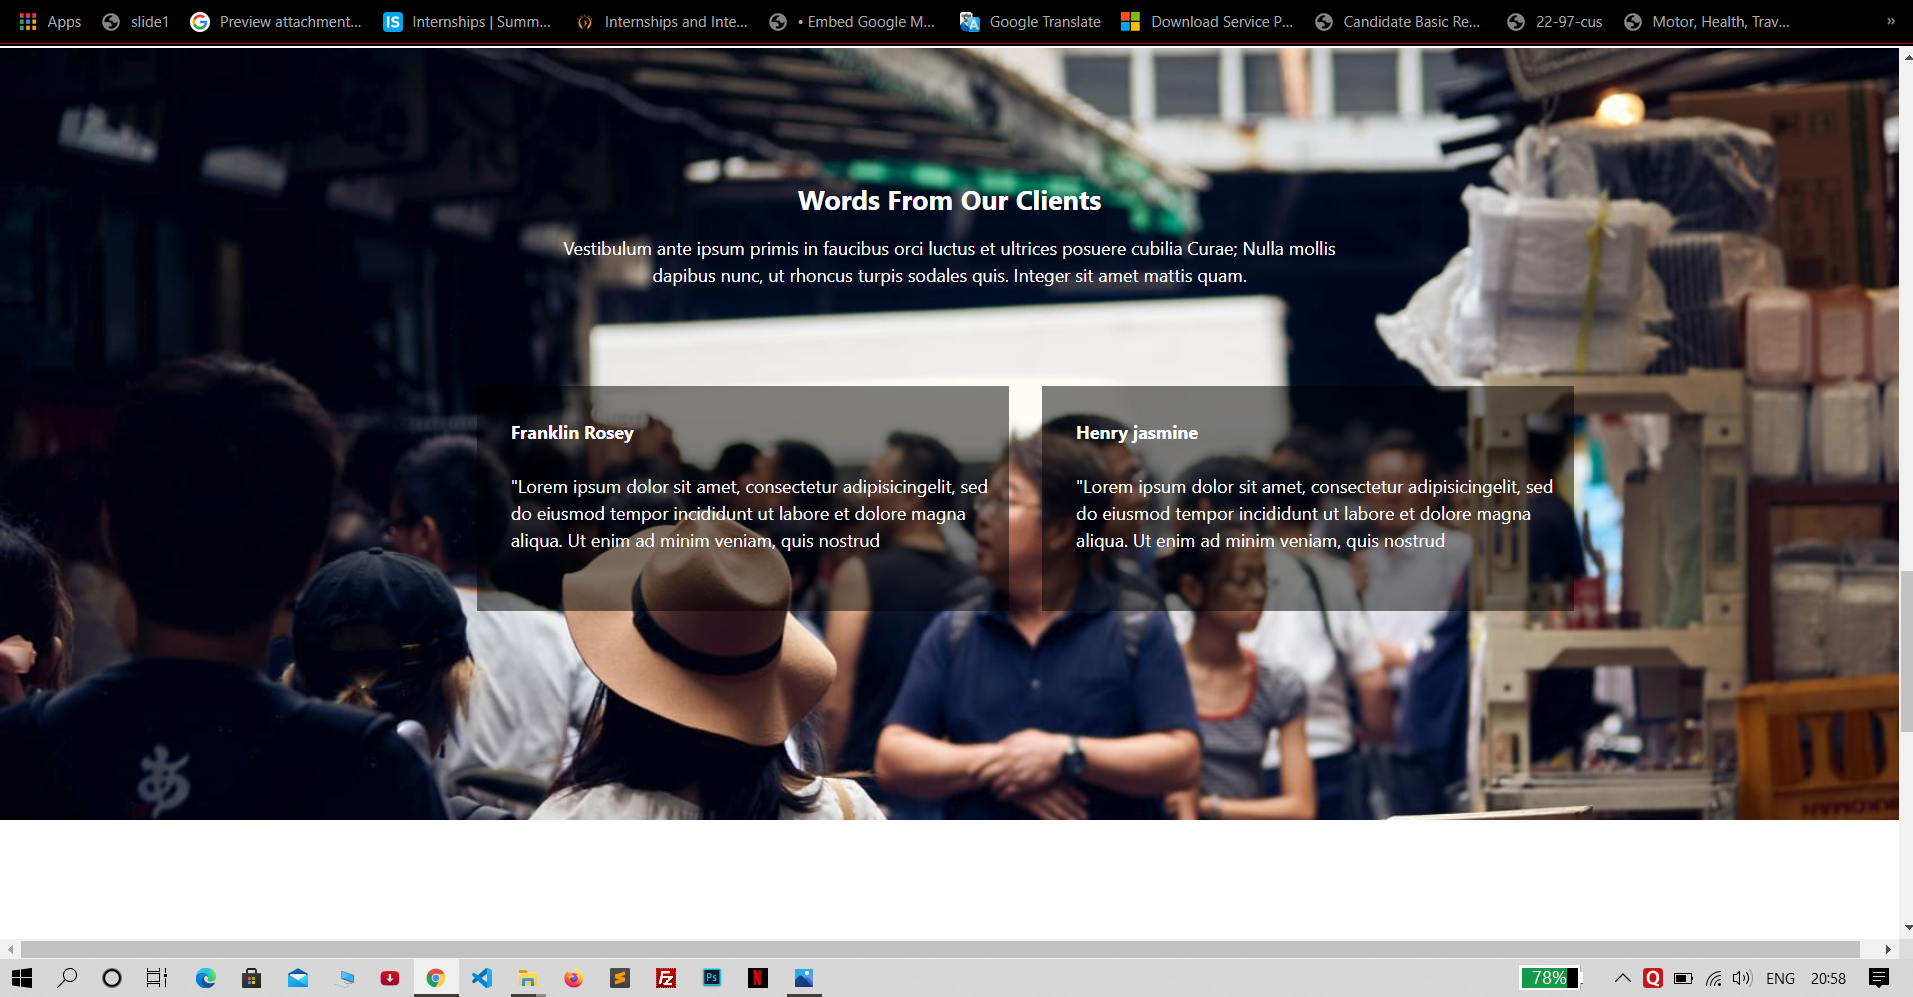 Apps slide1 Preview attachment... Internships | Summ... Internships and Inte... • Embed Google M... Google Translate Download Service P... Candidate Basic Re... 22-97-cus Motor, Health, Trav... »
Words From Our Clients
Vestibulum ante ipsum primis in faucibus orci luctus et ultrices posuere cubilia Curae; Nulla mollis
dapibus nunc, ut rhoncus turpis sodales quis. Integer sit amet mattis quam.
Franklin Rosey
"Lorem ipsum dolor sit amet, consectetur adipisicingelit, sed
do eiusmod tempor incididunt ut labore et dolore magna
aliqua. Ut enim ad minim veniam, quis nostrud
Henry jasmine
"Lorem ipsum dolor sit amet, consectetur adipisicingelit, sed
do eiusmod tempor incididunt ut labore et dolore magna
aliqua. Ut enim ad minim veniam, quis nostrud
あ
78% ENG 20:58